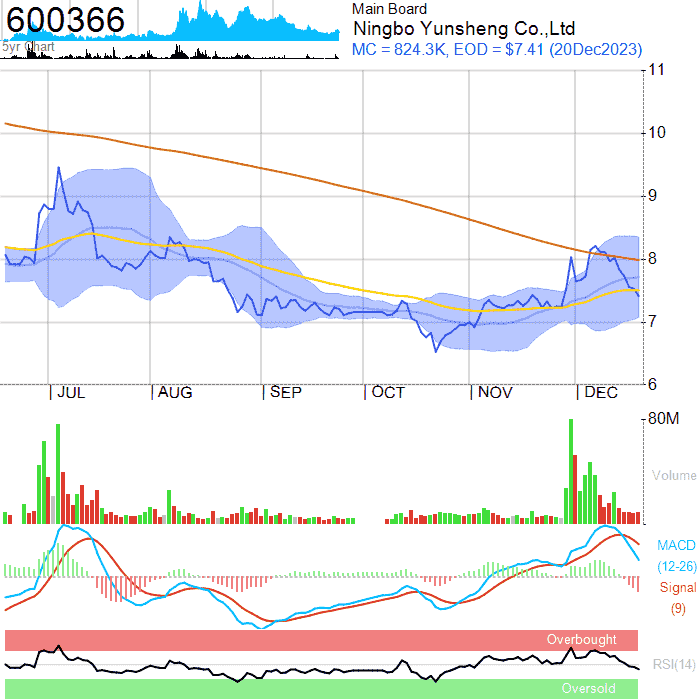 600366
5yr Chart
Main Board
Ningbo Yunsheng Co.,Ltd
MC = 824.3K, EOD = $7.41 (20Dec2023)
11
10
9
8
7
6
JUL AUG SEP OCT NOV DEC
80M
Volume
MACD
(12-26)
Signal
(9)
Overbought
RSI(14)
Oversold